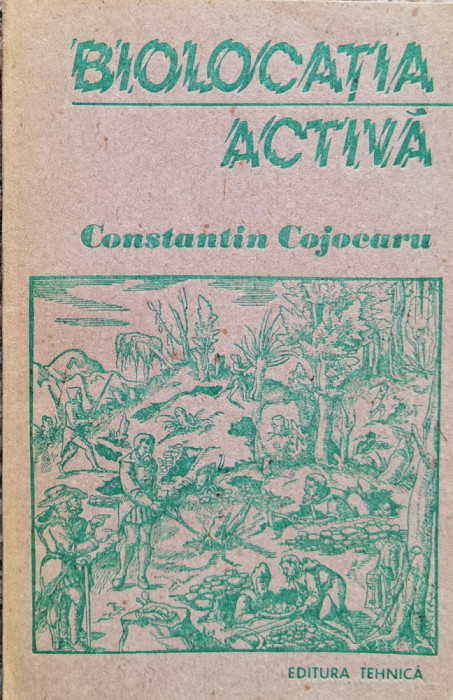 BIOLOCAȚIA
ACTIVĂ
Constantin Cojocaru
EDITURA TEHNICĂ